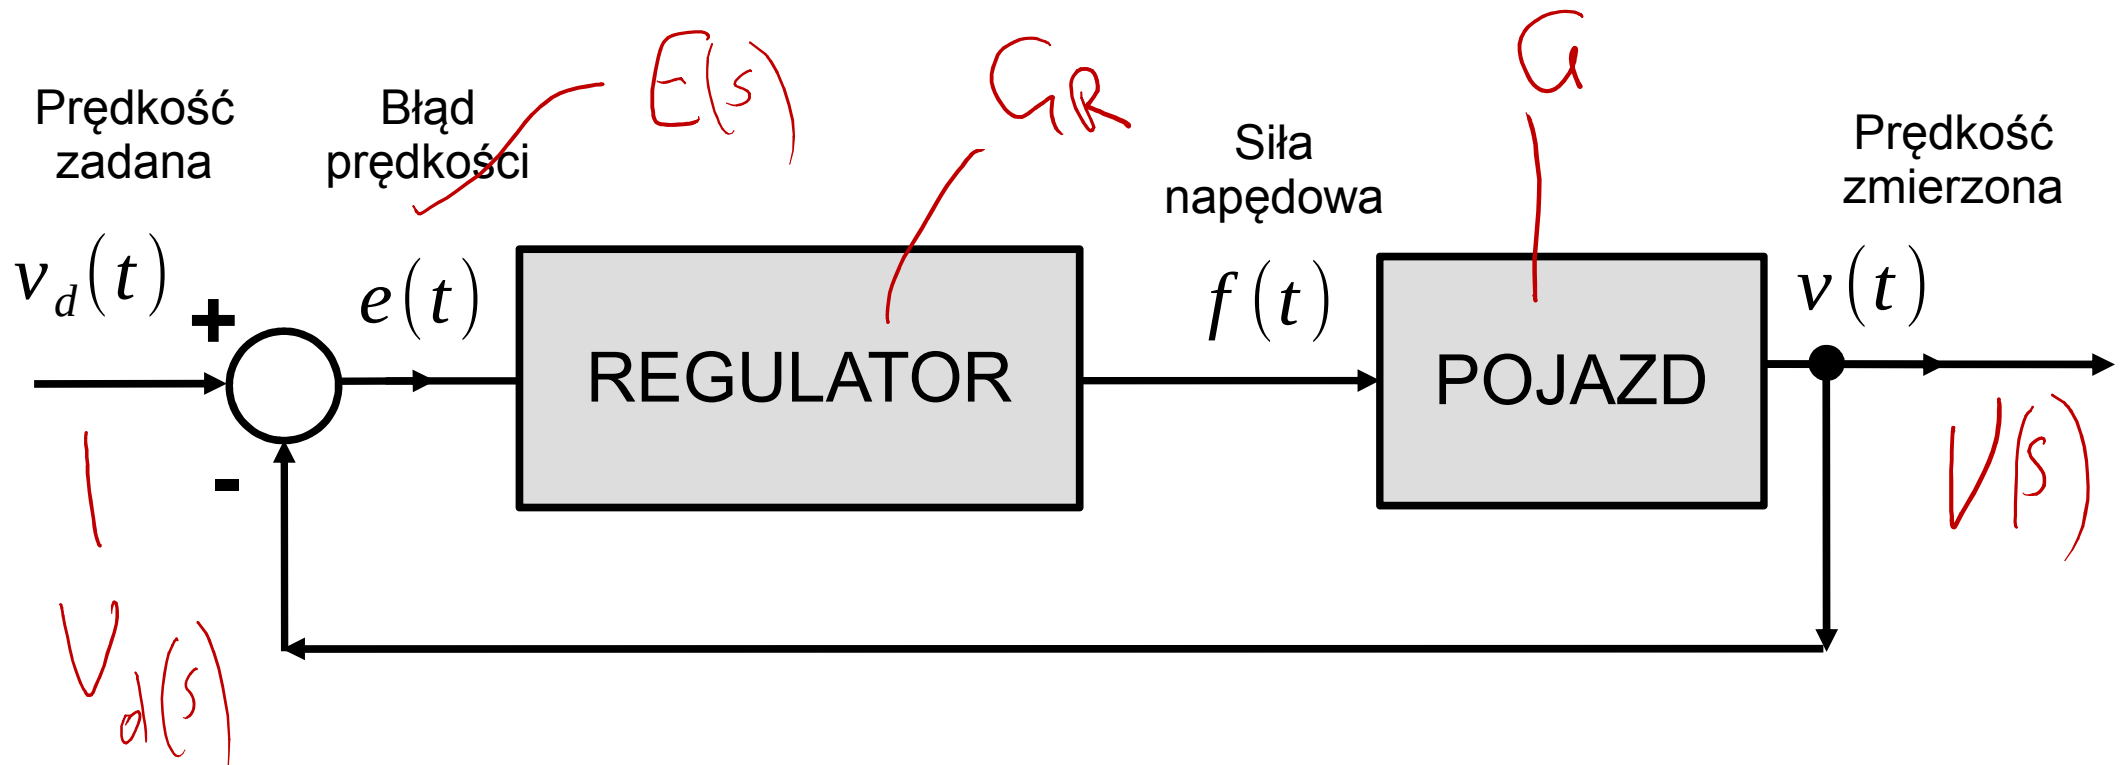 Prędkość
zadana
Błąd
prędkości
E(s)
G_R
Siła
napędowa
G
Prędkość
zmierzona
v_d(t)
+
e(t)
REGULATOR
f(t)
POJAZD
v(t)
-
V_d(s)
V(s)